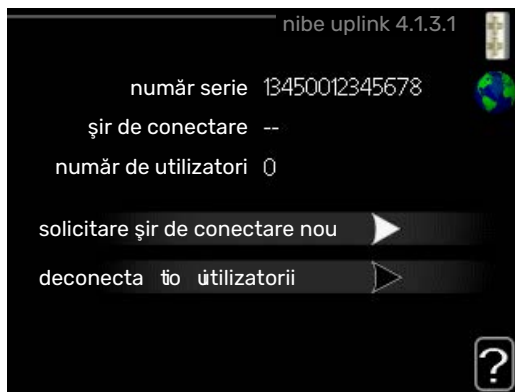 nibe uplink 4.1.3.1
număr serie 13450012345678
şir de conectare --
număr de utilizatori 0
solicitare şir de conectare nou
deconecta
?